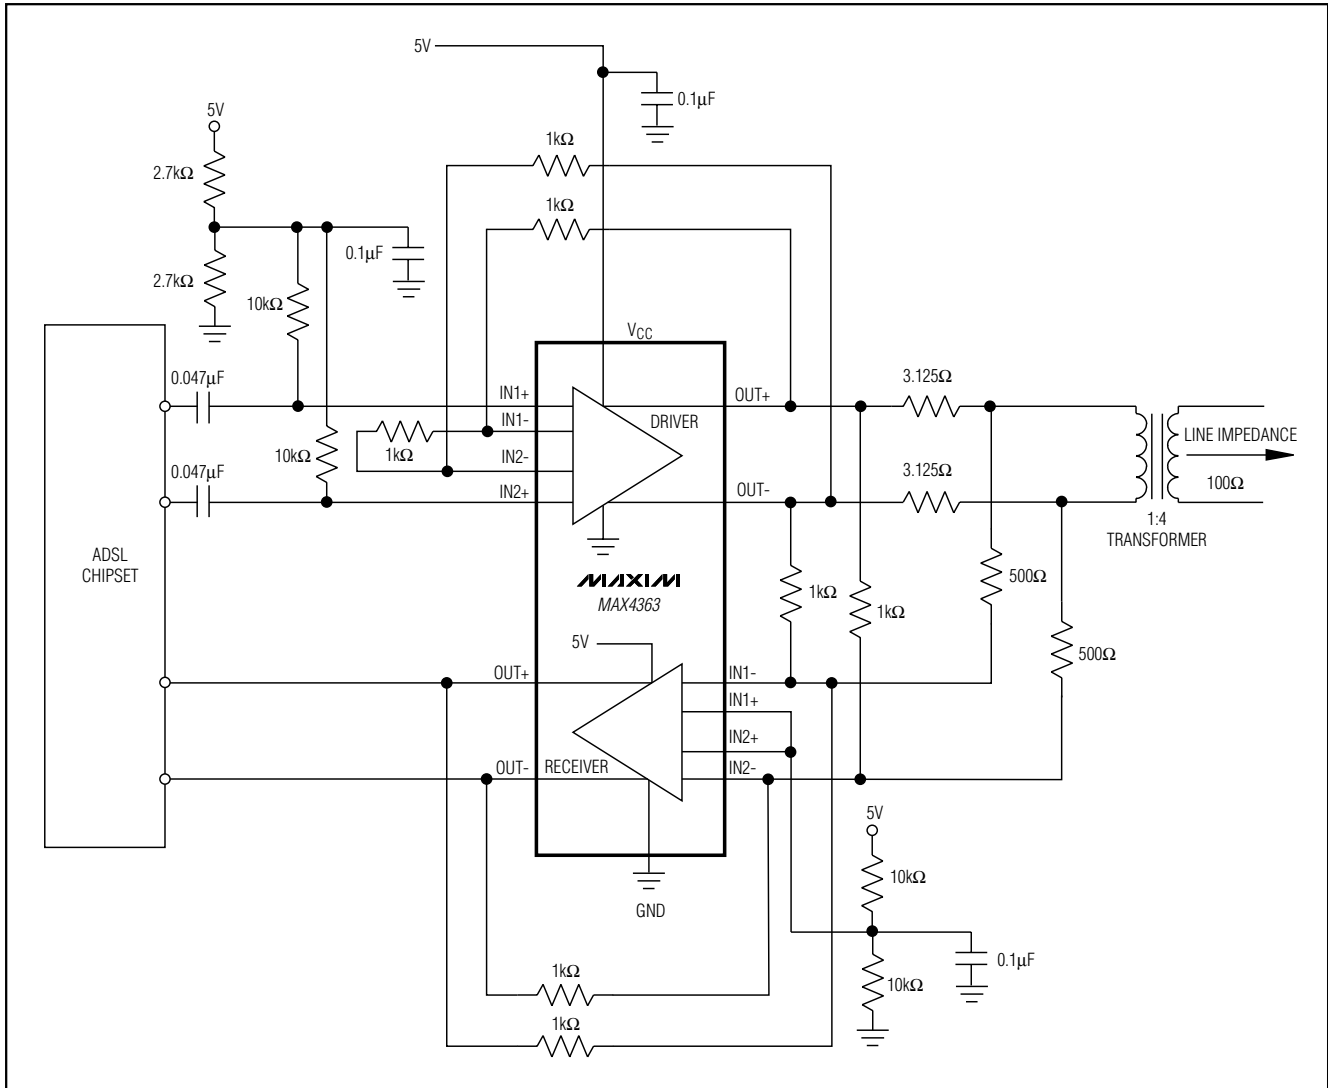 5V
0.1µF
5V
1kΩ
2.7kΩ
1kΩ
0.1µF
2.7kΩ
10kΩ
VCC
0.047µF
3.125Ω
IN1+
OUT+
IN1-
DRIVER
LINE IMPEDANCE
1kΩ
10kΩ
IN2-
0.047µF
3.125Ω
100Ω
IN2+
OUT-
1:4
TRANSFORMER
ADSL
CHIPSET
MAXIM
MAX4363
1kΩ
1kΩ
500Ω
5V
500Ω
OUT+
IN1-
IN1+
IN2+
OUT-
RECEIVER
IN2-
5V
10kΩ
GND
0.1µF
1kΩ
10kΩ
1kΩ